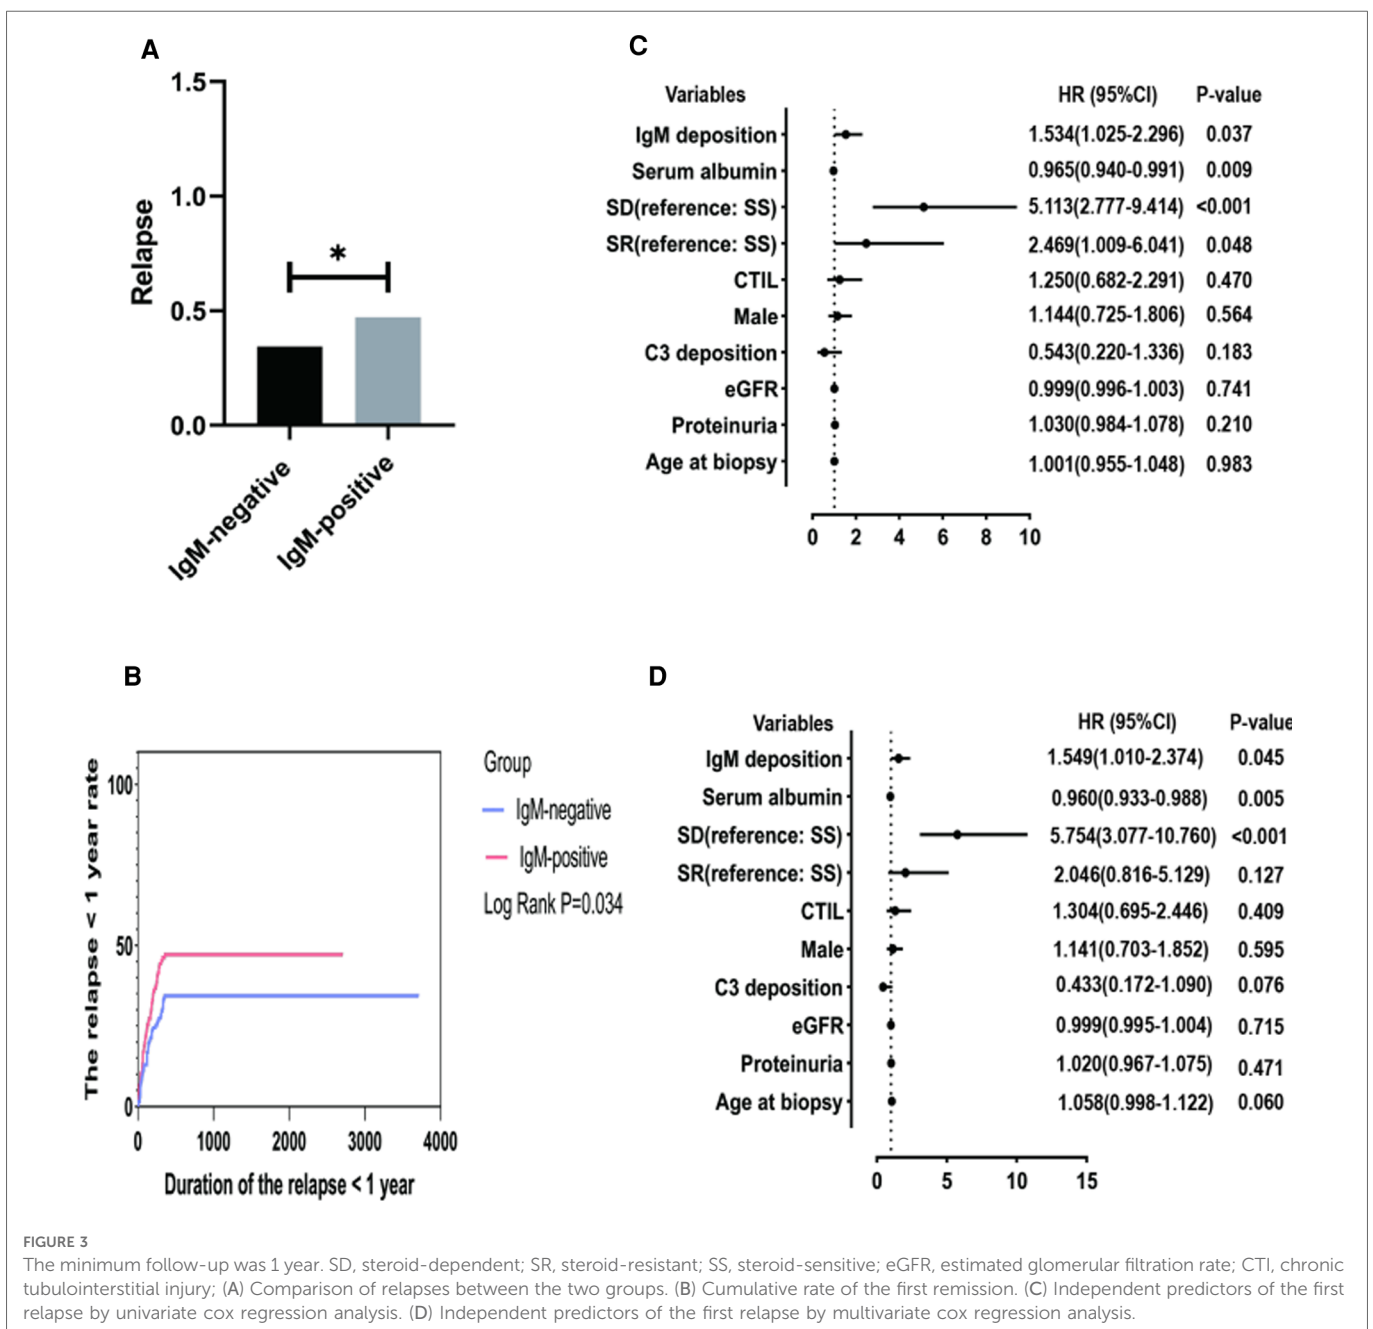 A
1.5
1.0
0.5
0.0
Relapse
*
IgM-negative
IgM-positive
C
Variables HR (95%CI) P-value
IgM deposition 1.534(1.025-2.296) 0.037
Serum albumin 0.965(0.940-0.991) 0.009
SD(reference: SS) 5.113(2.777-9.414) <0.001
SR(reference: SS) 2.469(1.009-6.041) 0.048
CTIL 1.250(0.682-2.291) 0.470
Male 1.144(0.725-1.806) 0.564
C3 deposition 0.543(0.220-1.336) 0.183
eGFR 0.999(0.996-1.003) 0.741
Proteinuria 1.030(0.984-1.078) 0.210
Age at biopsy 1.001(0.955-1.048) 0.983
0 2 4 6 8 10
B
The relapse < 1 year rate
100
50
0
0 1000 2000 3000 4000
Duration of the relapse < 1 year
Group
IgM-negative
IgM-positive
Log Rank P=0.034
D
Variables HR (95%CI) P-value
IgM deposition 1.549(1.010-2.374) 0.045
Serum albumin 0.960(0.933-0.988) 0.005
SD(reference: SS) 5.754(3.077-10.760) <0.001
SR(reference: SS) 2.046(0.816-5.129) 0.127
CTIL 1.304(0.695-2.446) 0.409
Male 1.141(0.703-1.852) 0.595
C3 deposition 0.433(0.172-1.090) 0.076
eGFR 0.999(0.995-1.004) 0.715
Proteinuria 1.020(0.967-1.075) 0.471
Age at biopsy 1.058(0.998-1.122) 0.060
0 5 10 15
FIGURE 3
The minimum follow-up was 1 year. SD, steroid-dependent; SR, steroid-resistant; SS, steroid-sensitive; eGFR, estimated glomerular filtration rate; CTI, chronic
tubulointerstitial injury; (A) Comparison of relapses between the two groups. (B) Cumulative rate of the first remission. (C) Independent predictors of the first
relapse by univariate cox regression analysis. (D) Independent predictors of the first relapse by multivariate cox regression analysis.